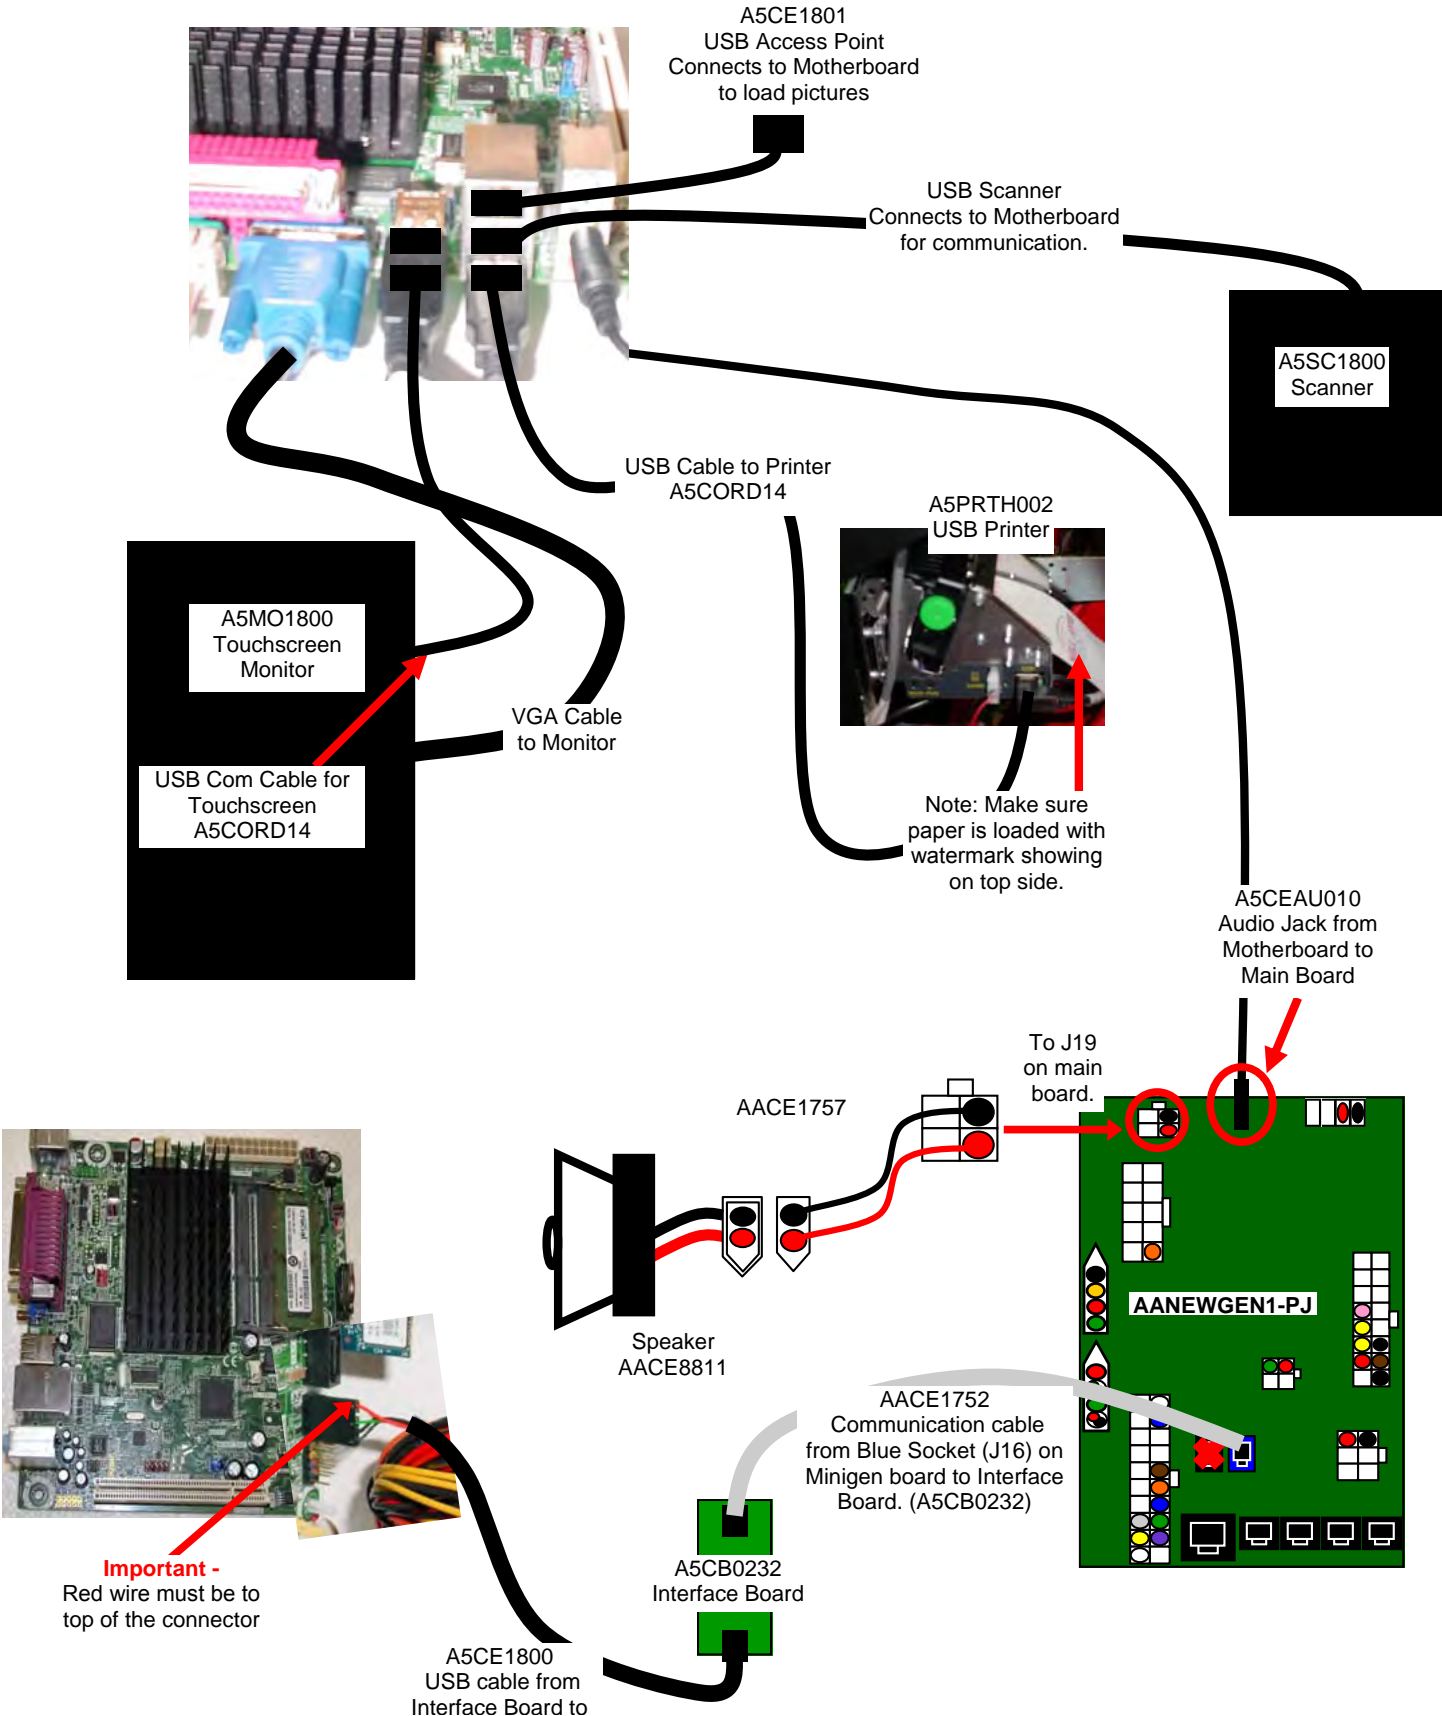 A5CE1801
USB Access Point
Connects to Motherboard
to load pictures
USB Scanner
Connects to Motherboard
for communication.
A5SC1800
Scanner
USB Cable to Printer
A5CORD14
A5PRTH002
USB Printer
A5MO1800
Touchscreen
Monitor
VGA Cable
to Monitor
USB Com Cable for
Touchscreen
A5CORD14
Note: Make sure
paper is loaded with
watermark showing
on top side.
A5CEAU010
Audio Jack from
Motherboard to
Main Board
To J19
on main
board.
AACE1757
AANEWGEN1-PJ
Speaker
AACE8811
AACE1752
Communication cable
from Blue Socket (J16) on
Minigen board to Interface
Board. (A5CB0232)
A5CB0232
Interface Board
Important -
Red wire must be to
top of the connector
A5CE1800
USB cable from
Interface Board to